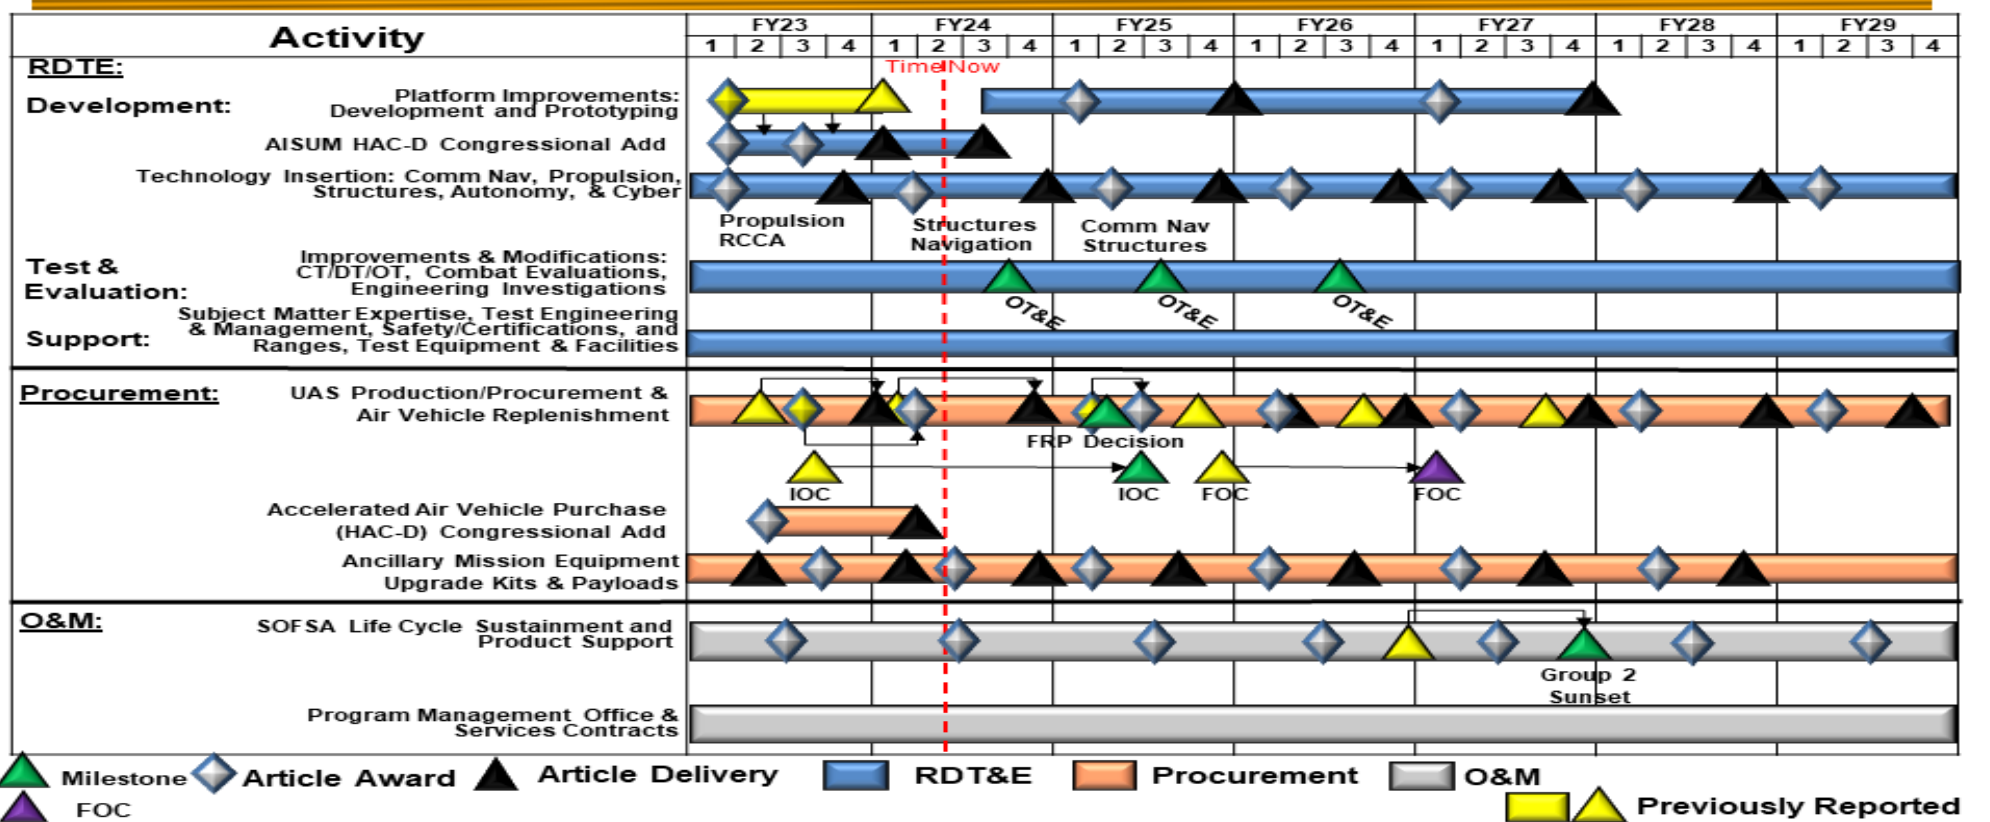 Activity
FY23 FY24 FY25 FY26 FY27 FY28 FY29
1 2 3 4 1 2 3 4 1 2 3 4 1 2 3 4 1 2 3 4 1 2 3 4 1 2 3 4
RDTE:
Time Now
Development:
Platform Improvements:
Development and Prototyping
AISUM HAC-D Congressional Add
Technology Insertion: Comm Nav, Propulsion,
Structures, Autonomy, & Cyber
Propulsion
RCCA
Structures
Navigation
Comm Nav
Structures
Test &
Evaluation:
Improvements & Modifications:
CT/DT/OT, Combat Evaluations,
Engineering Investigations
OT&E OT&E OT&E
Support:
Subject Matter Expertise, Test Engineering
& Management, Safety/Certifications, and
Ranges, Test Equipment & Facilities
Procurement:
UAS Production/Procurement &
Air Vehicle Replenishment
FRP Decision
IOC IOC FOC FOC
Accelerated Air Vehicle Purchase
(HAC-D) Congressional Add
Ancillary Mission Equipment
Upgrade Kits & Payloads
O&M:
SOFSA Life Cycle Sustainment and
Product Support
Group 2
Sunset
Program Management Office &
Services Contracts
Milestone Article Award Article Delivery RDT&E Procurement O&M
FOC Previously Reported